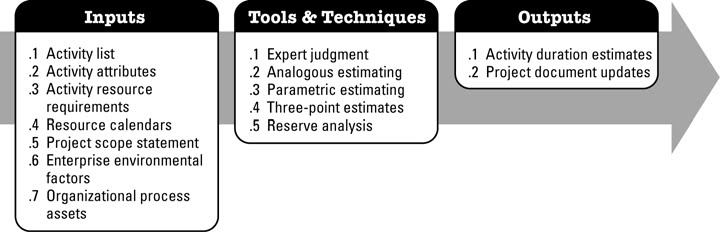 Inputs
.1 Activity list
.2 Activity attributes
.3 Activity resource
requirements
.4 Resource calendars
.5 Project scope statement
.6 Enterprise environmental
factors
.7 Organizational process
assets
Tools & Techniques
.1 Expert judgment
.2 Analogous estimating
.3 Parametric estimating
.4 Three-point estimates
.5 Reserve analysis
Outputs
.1 Activity duration estimates
.2 Project document updates